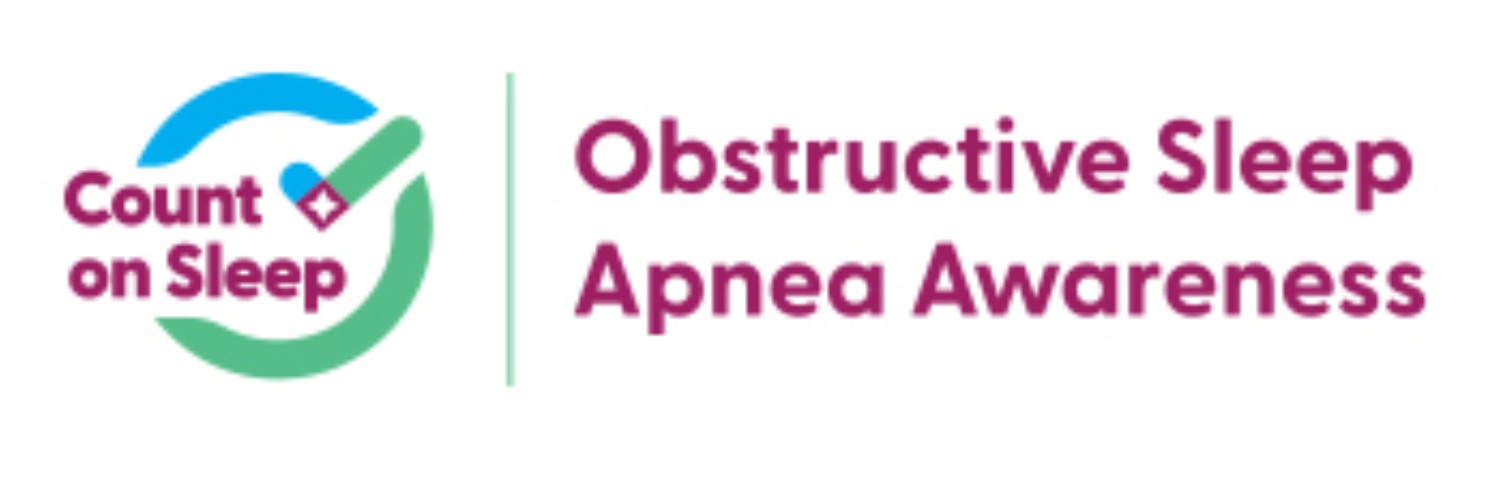 Count
on Sleep
Obstructive Sleep
Apnea Awareness